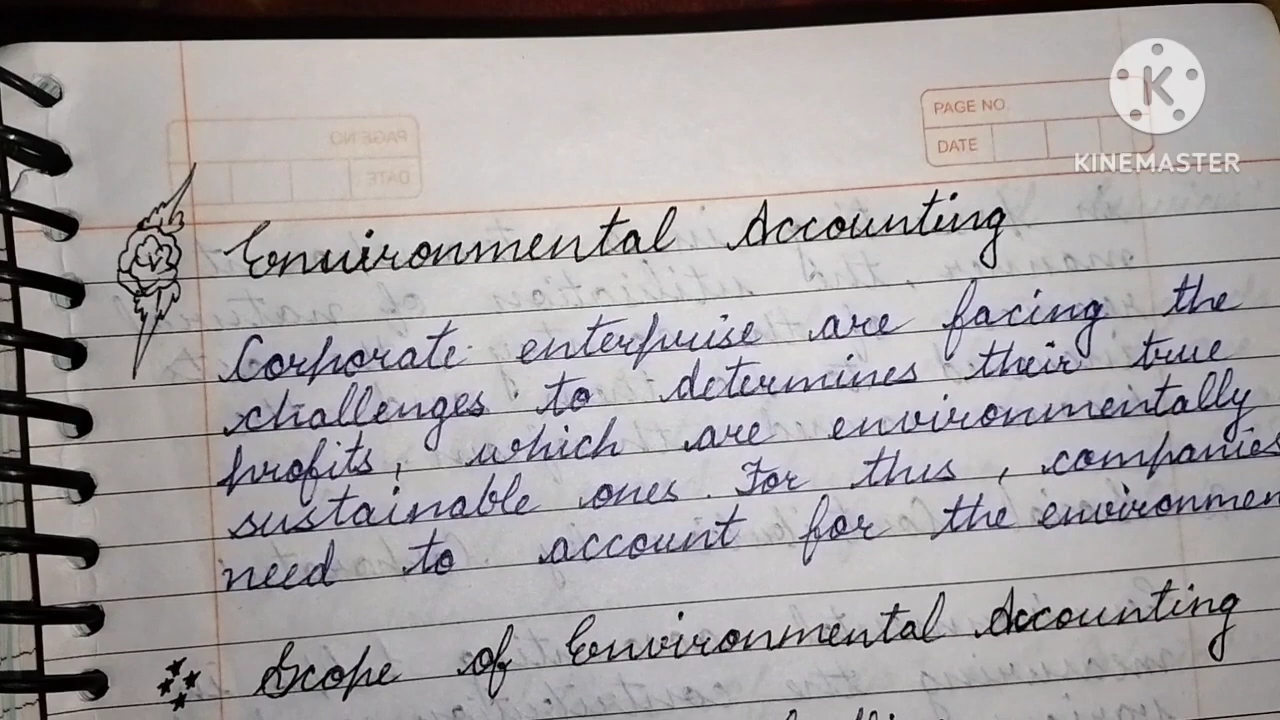 PAGE NO.
DATE
KINEMASTER
Environmental Accounting
Corporate enterprise are facing the
challenges to determines their true
profits, which are environmentally
sustainable ones. For this, companies
need to account for the environmen
Scope of Environmental Accounting